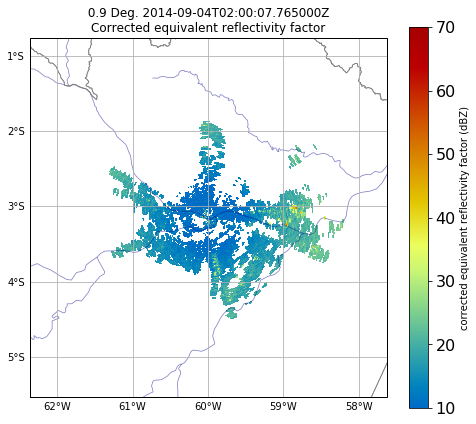 0.9 Deg. 2014-09-04T02:00:07.765000Z
Corrected equivalent reflectivity factor
1°S
2°S
3°S
4°S
5°S
62°W
61°W
60°W
59°W
58°W
70
60
50
40
30
20
10
corrected equivalent reflectivity factor (dBZ)